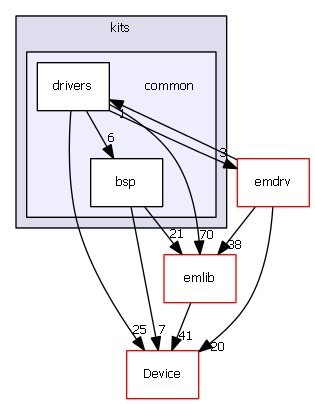 kits
drivers
common
1
6
3
emdrv
bsp
21
70
38
emlib
25
7
41
20
Device